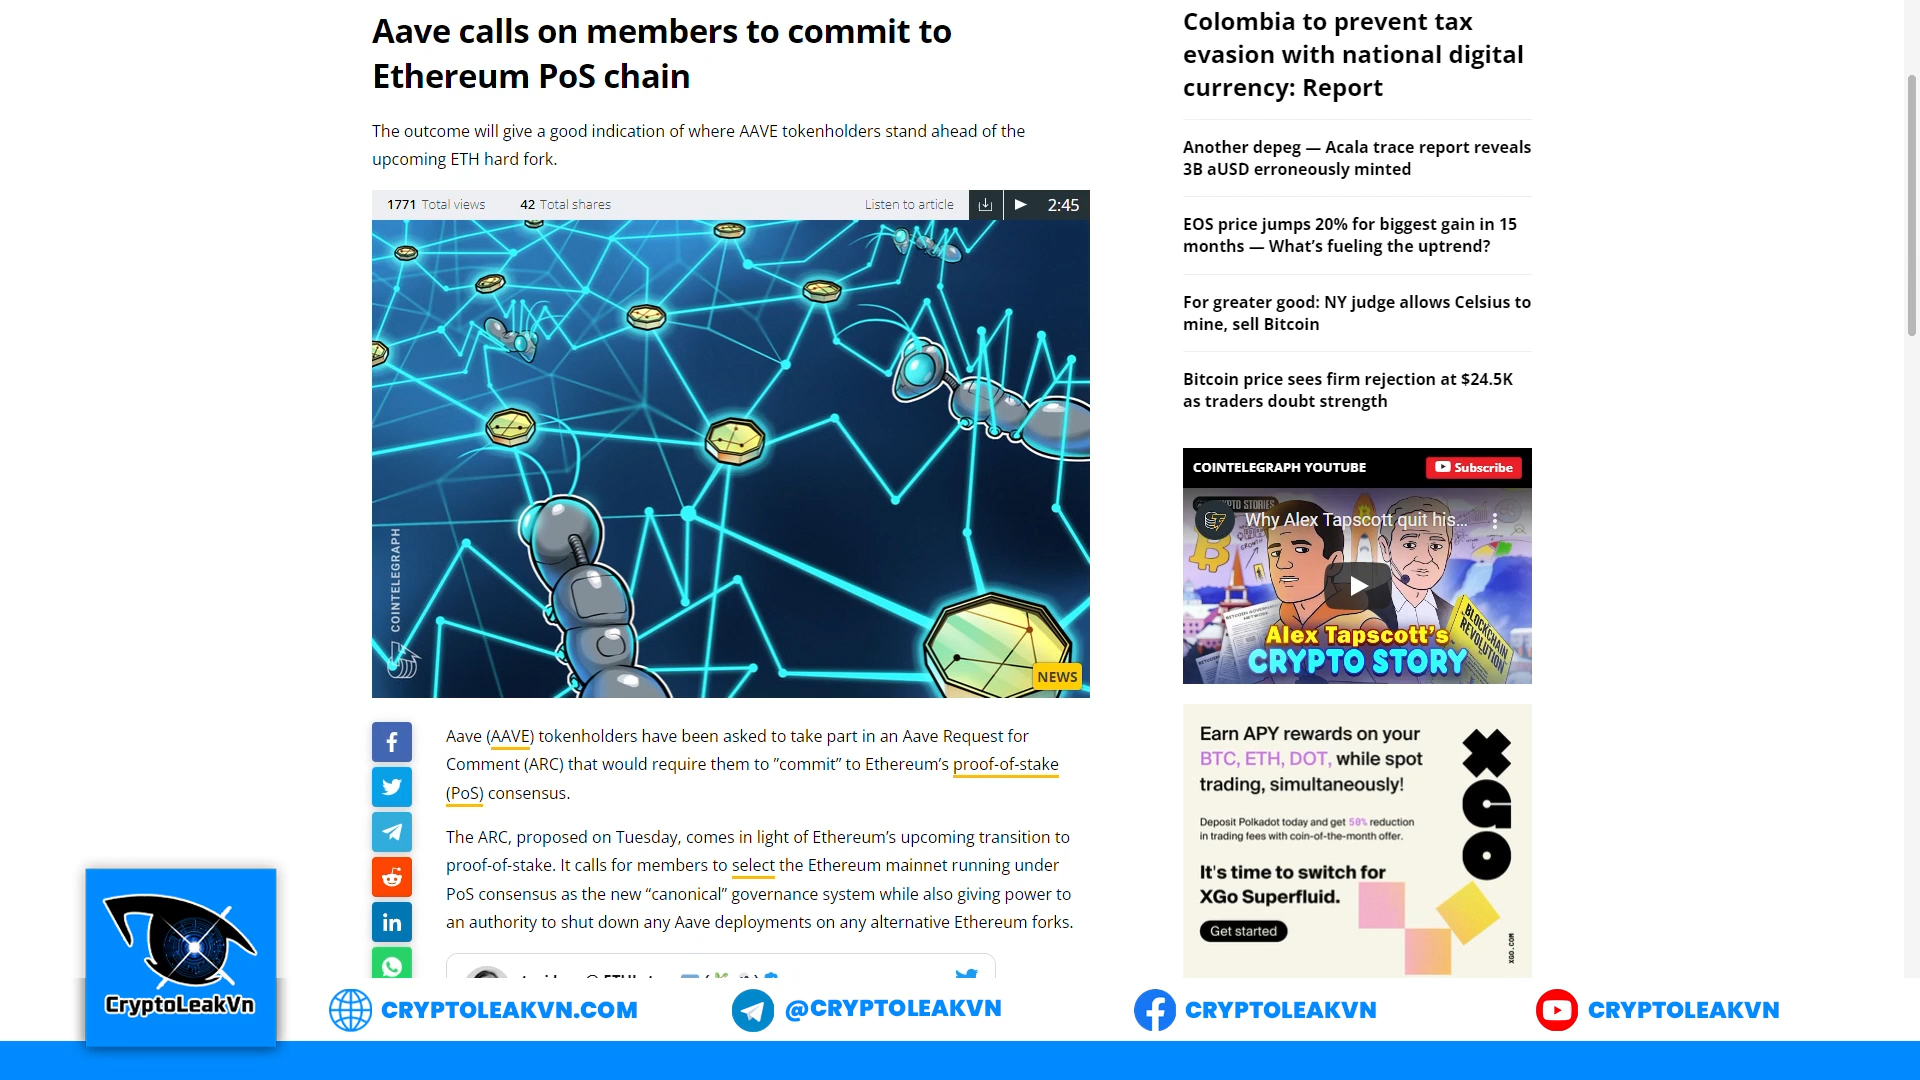 Aave calls on members to commit to
Ethereum PoS chain
The outcome will give a good indication of where AAVE tokenholders stand ahead of the
upcoming ETH hard fork.
1771 Total views 42 Total shares Listen to article 2:45
COINTELEGRAPH
NEWS
Aave (AAVE) tokenholders have been asked to take part in an Aave Request for
Comment (ARC) that would require them to ”commit” to Ethereum’s proof-of-stake
(PoS) consensus.
The ARC, proposed on Tuesday, comes in light of Ethereum’s upcoming transition to
proof-of-stake. It calls for members to select the Ethereum mainnet running under
PoS consensus as the new “canonical” governance system while also giving power to
an authority to shut down any Aave deployments on any alternative Ethereum forks.
Colombia to prevent tax
evasion with national digital
currency: Report
Another depeg — Acala trace report reveals
3B aUSD erroneously minted
EOS price jumps 20% for biggest gain in 15
months — What’s fueling the uptrend?
For greater good: NY judge allows Celsius to
mine, sell Bitcoin
Bitcoin price sees firm rejection at $24.5K
as traders doubt strength
COINTELEGRAPH YOUTUBE Subscribe
Why Alex Tapscott quit his...
BLOCKCHAIN
REVOLUTION
Alex Tapscott’s
CRYPTO STORY
Earn APY rewards on your
BTC, ETH, DOT, while spot
trading, simultaneously!
Deposit Polkadot today and get 50% reduction
in trading fees with coin-of-the-month offer.
It's time to switch for
XGo Superfluid.
Get started
XGO
XGO.COM
CryptoLeakVn
CRYPTOLEAKVN.COM
@CRYPTOLEAKVN
CRYPTOLEAKVN
CRYPTOLEAKVN